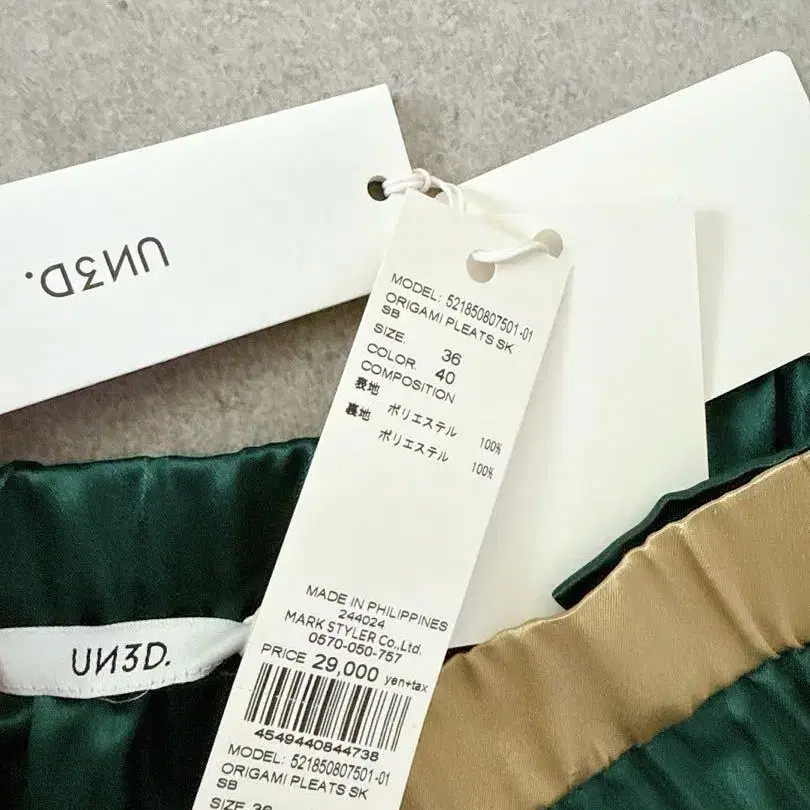 UN3D.
MODEL: 521850807501-01
ORIGAMI PLEATS SK
SB
SIZE. 36
COLOR. 40
COMPOSITION
表地 ポリエステル 100%
裏地 ポリエステル 100%
MADE IN PHILIPPINES
244024
MARK STYLER Co.,Ltd.
0570-050-757
PRICE 29,000 yen+tax
4549440844738
MODEL: 521850807501-01
ORIGAMI PLEATS SK
SB
SIZE 36
UN3D.